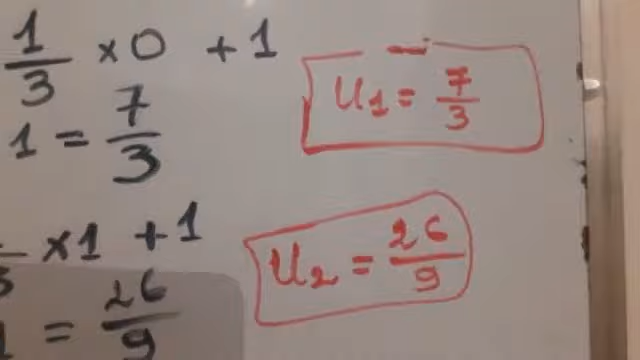 1/3 ×0 +1
1 = 7/3
U1 = 7/3
×1 +1
= 26/9
U2 = 26/9